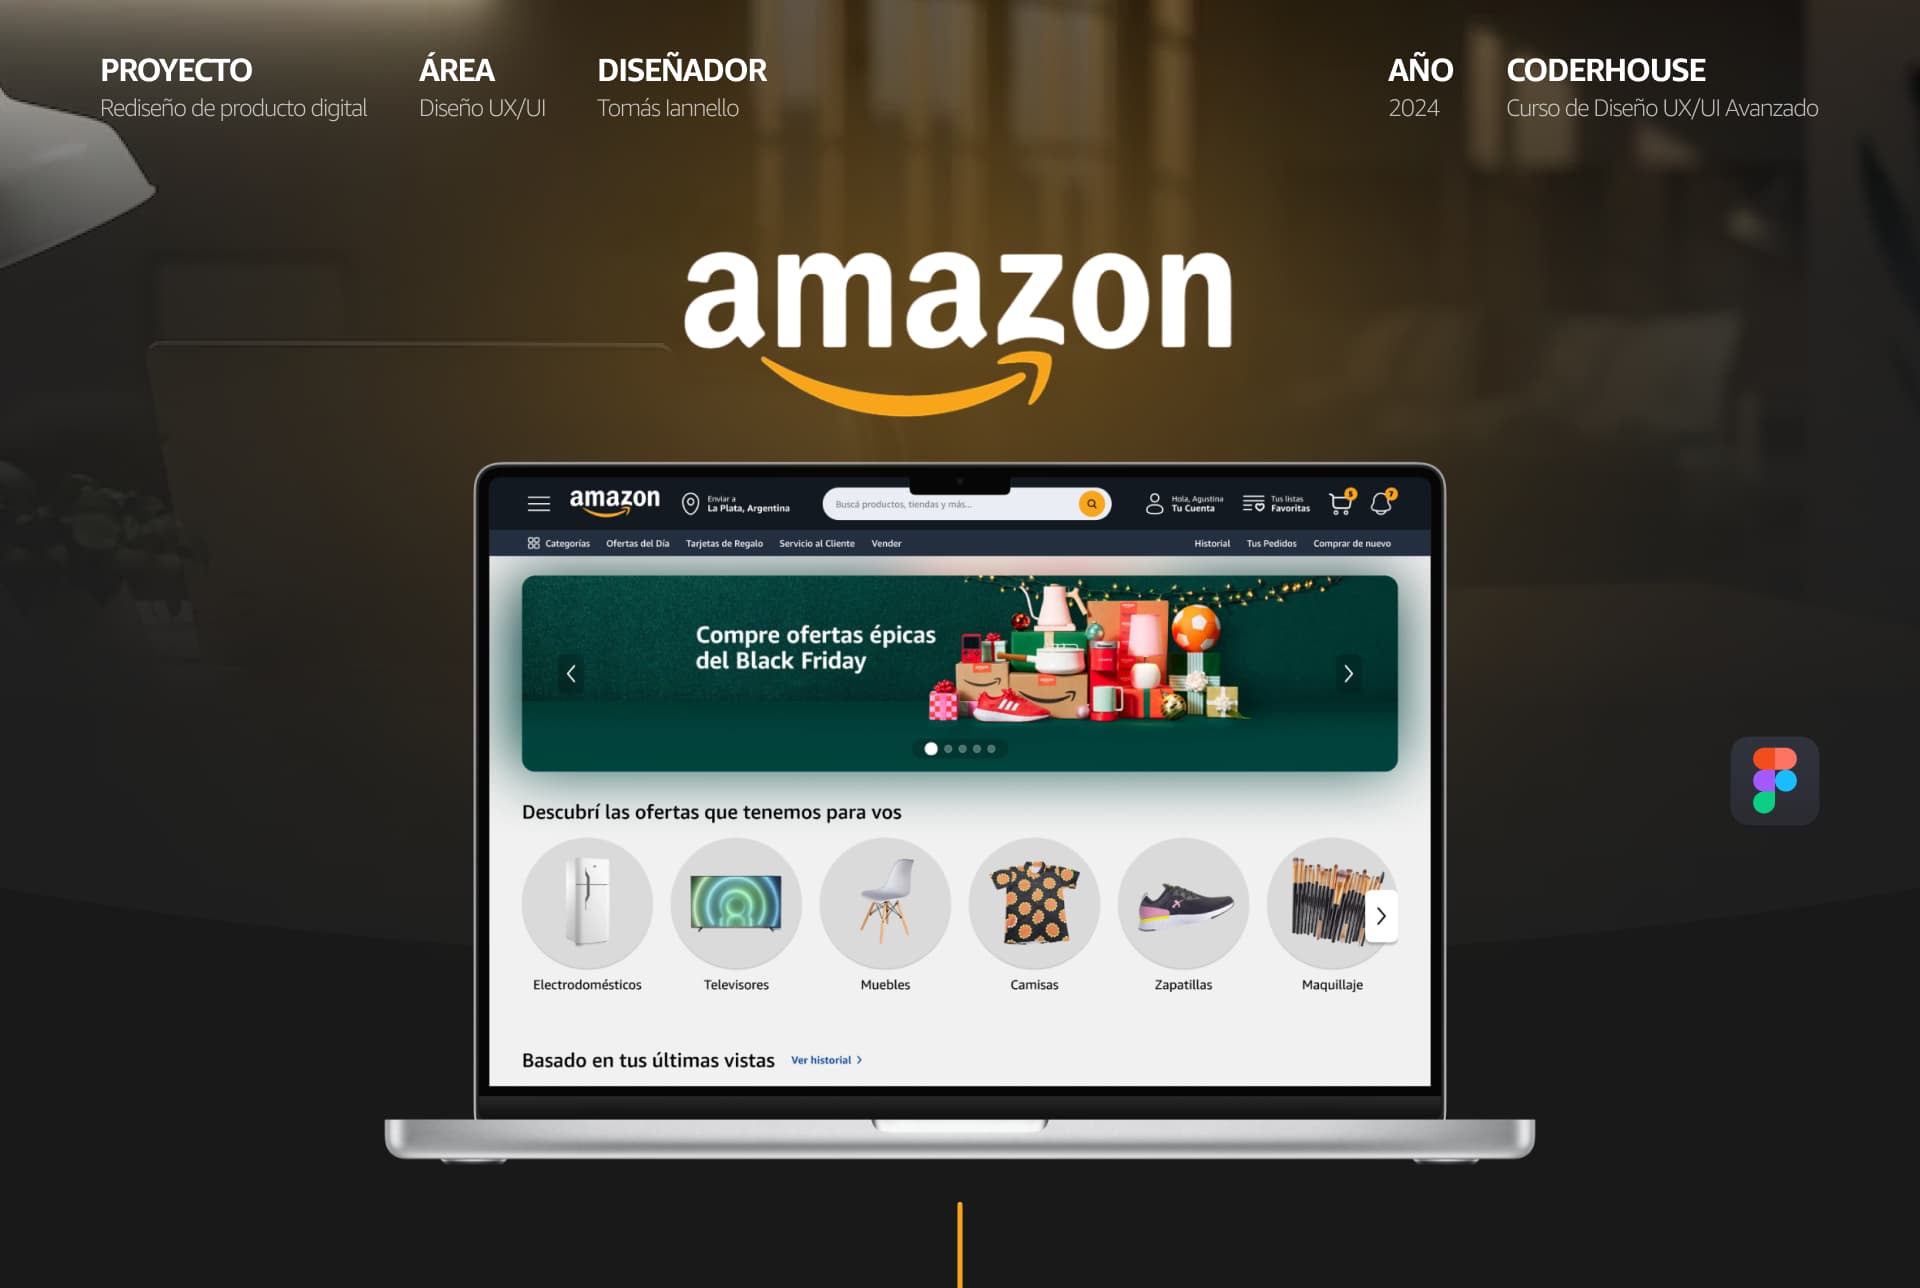 PROYECTO
Rediseño de producto digital
ÁREA
Diseño UX/UI
DISEÑADOR
Tomás Iannello
AÑO
2024
CODERHOUSE
Curso de Diseño UX/UI Avanzado
amazon
amazon
Enviar a
La Plata, Argentina
Buscá productos, tiendas y más...
Hola, Agustina
Tu Cuenta
Tus listas
Favoritas
5
7
Categorías
Ofertas del Día
Tarjetas de Regalo
Servicio al Cliente
Vender
Historial
Tus Pedidos
Comprar de nuevo
Compre ofertas épicas
del Black Friday
Descubrí las ofertas que tenemos para vos
Electrodomésticos
Televisores
Muebles
Camisas
Zapatillas
Maquillaje
Basado en tus últimas vistas
Ver historial